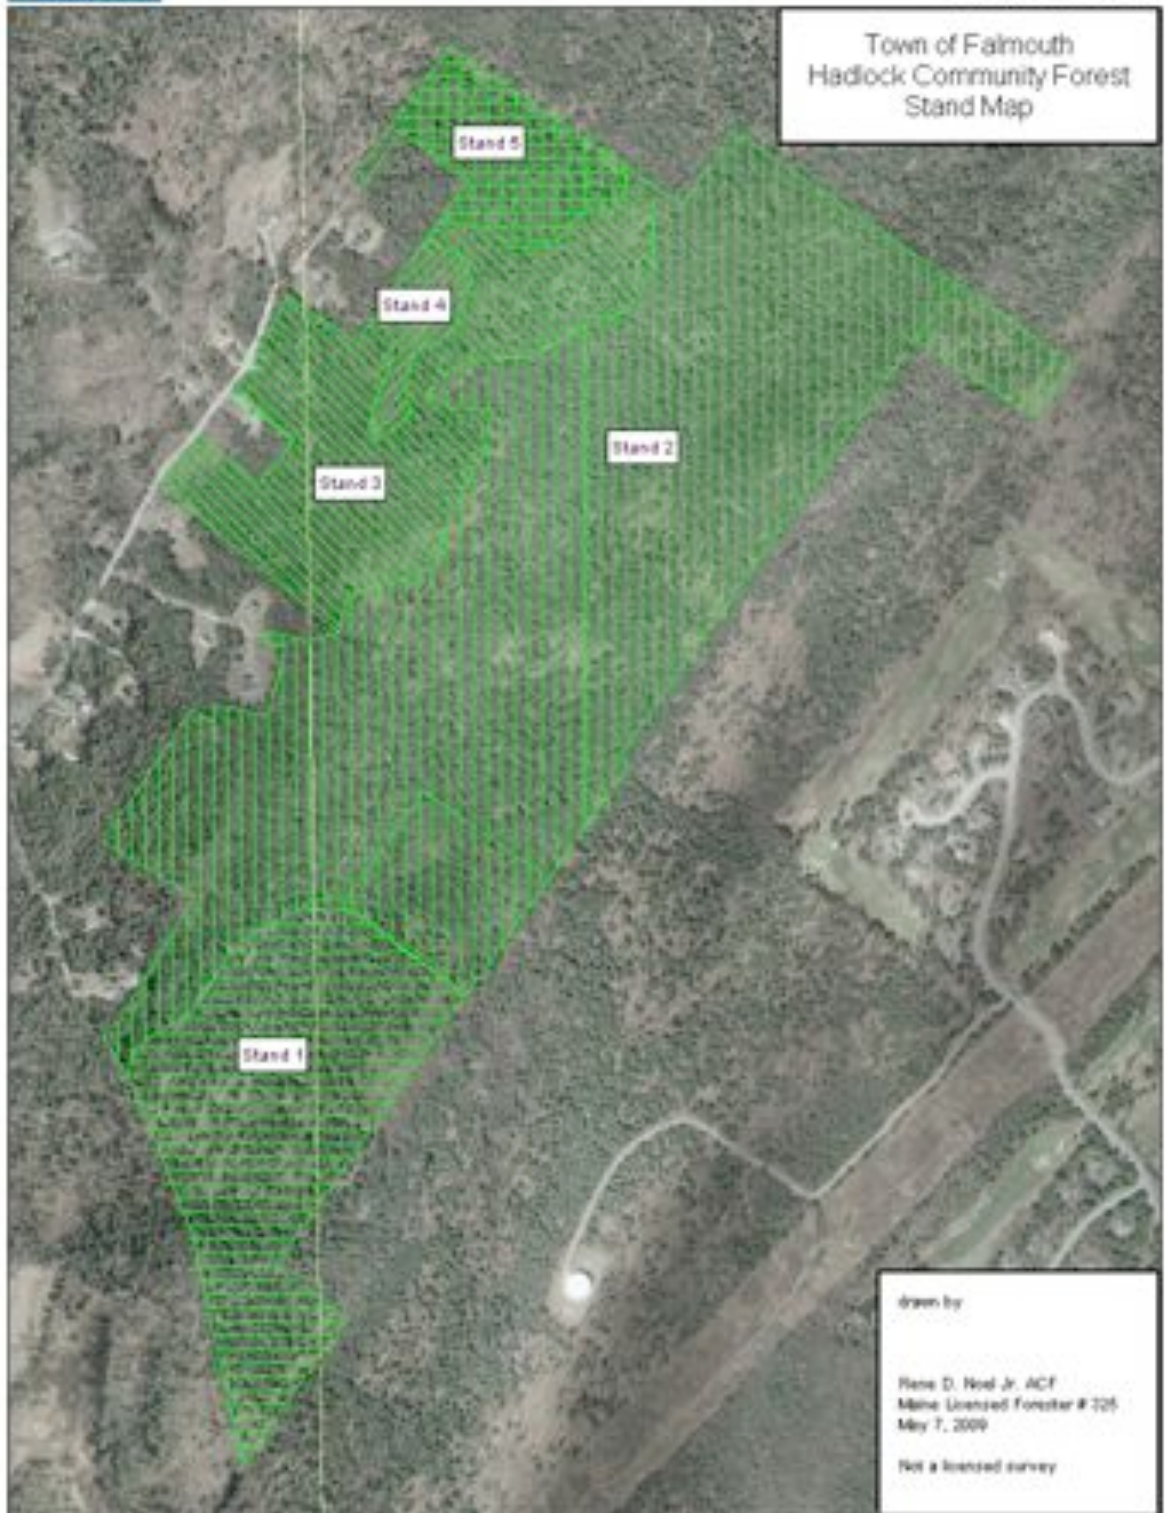 Town of Falmouth
Hadlock Community Forest
Stand Map
Stand 5
Stand 4
Stand 2
Stand 3
Stand 1
drawn by
Rene D. Noel Jr. ACF
Maine Licensed Forester # 325
May 7, 2009
Not a licensed survey